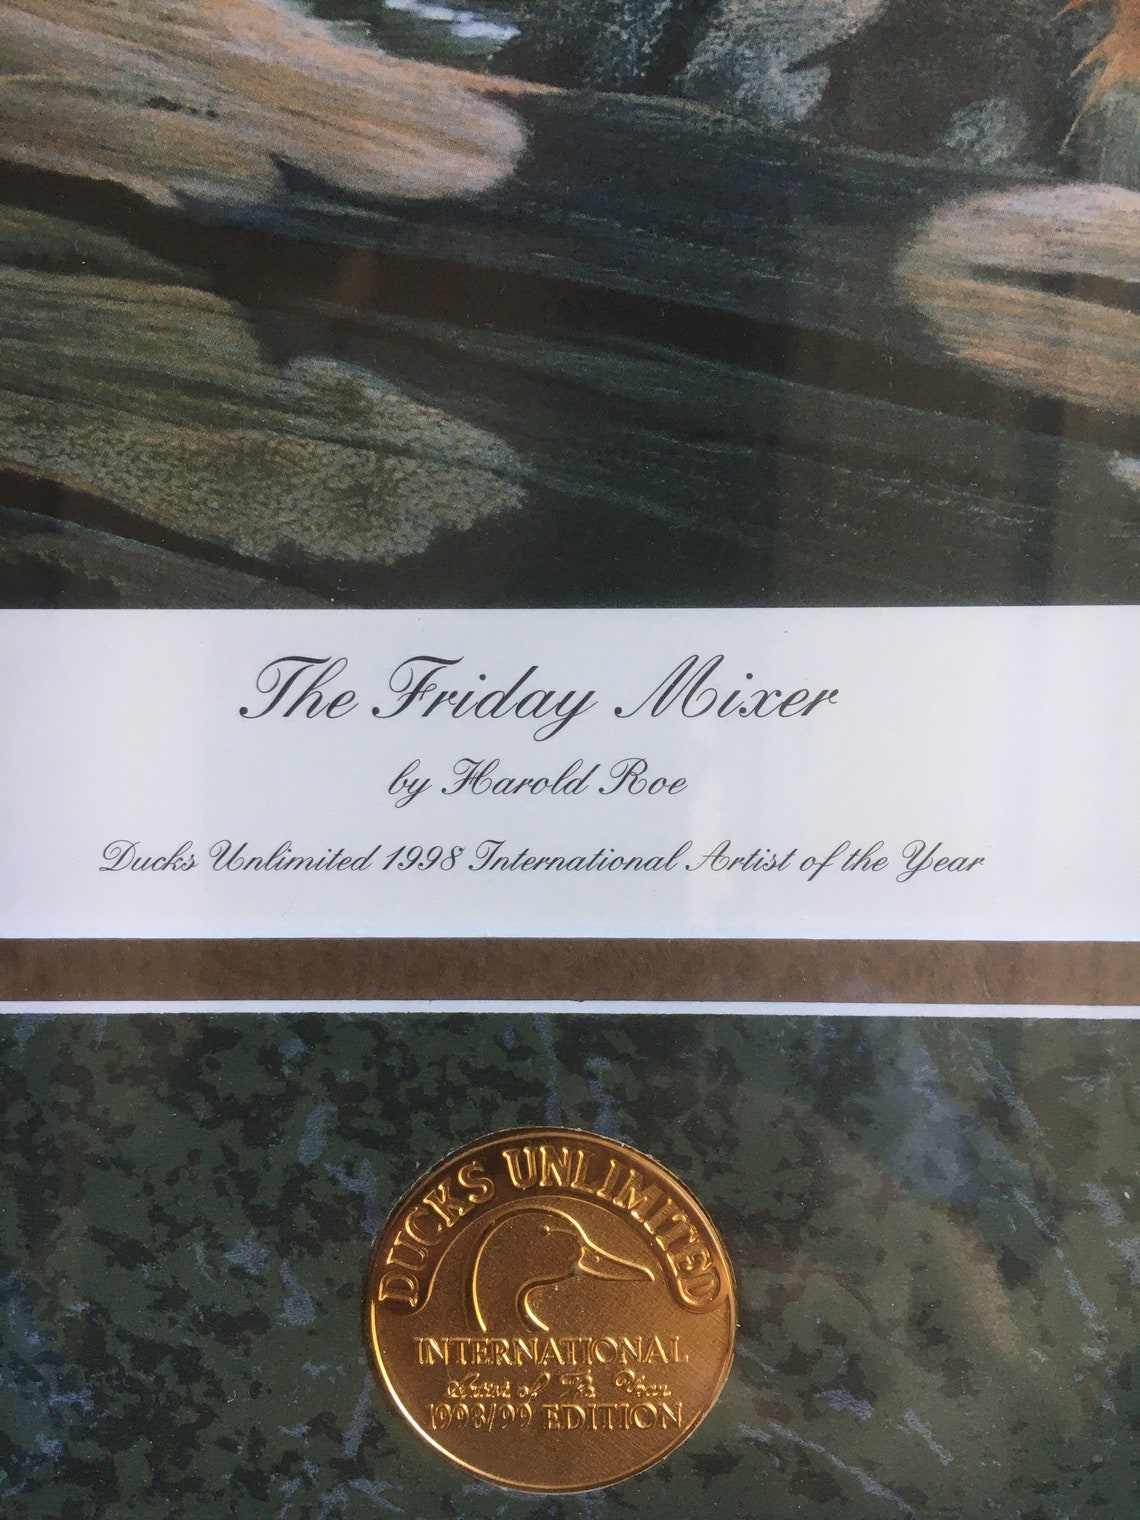 The Friday Mixer
by Harold Roe
Ducks Unlimited 1998 International Artist of the Year
DUCKS UNLIMITED
INTERNATIONAL
Artist of The Year
1998/99 EDITION